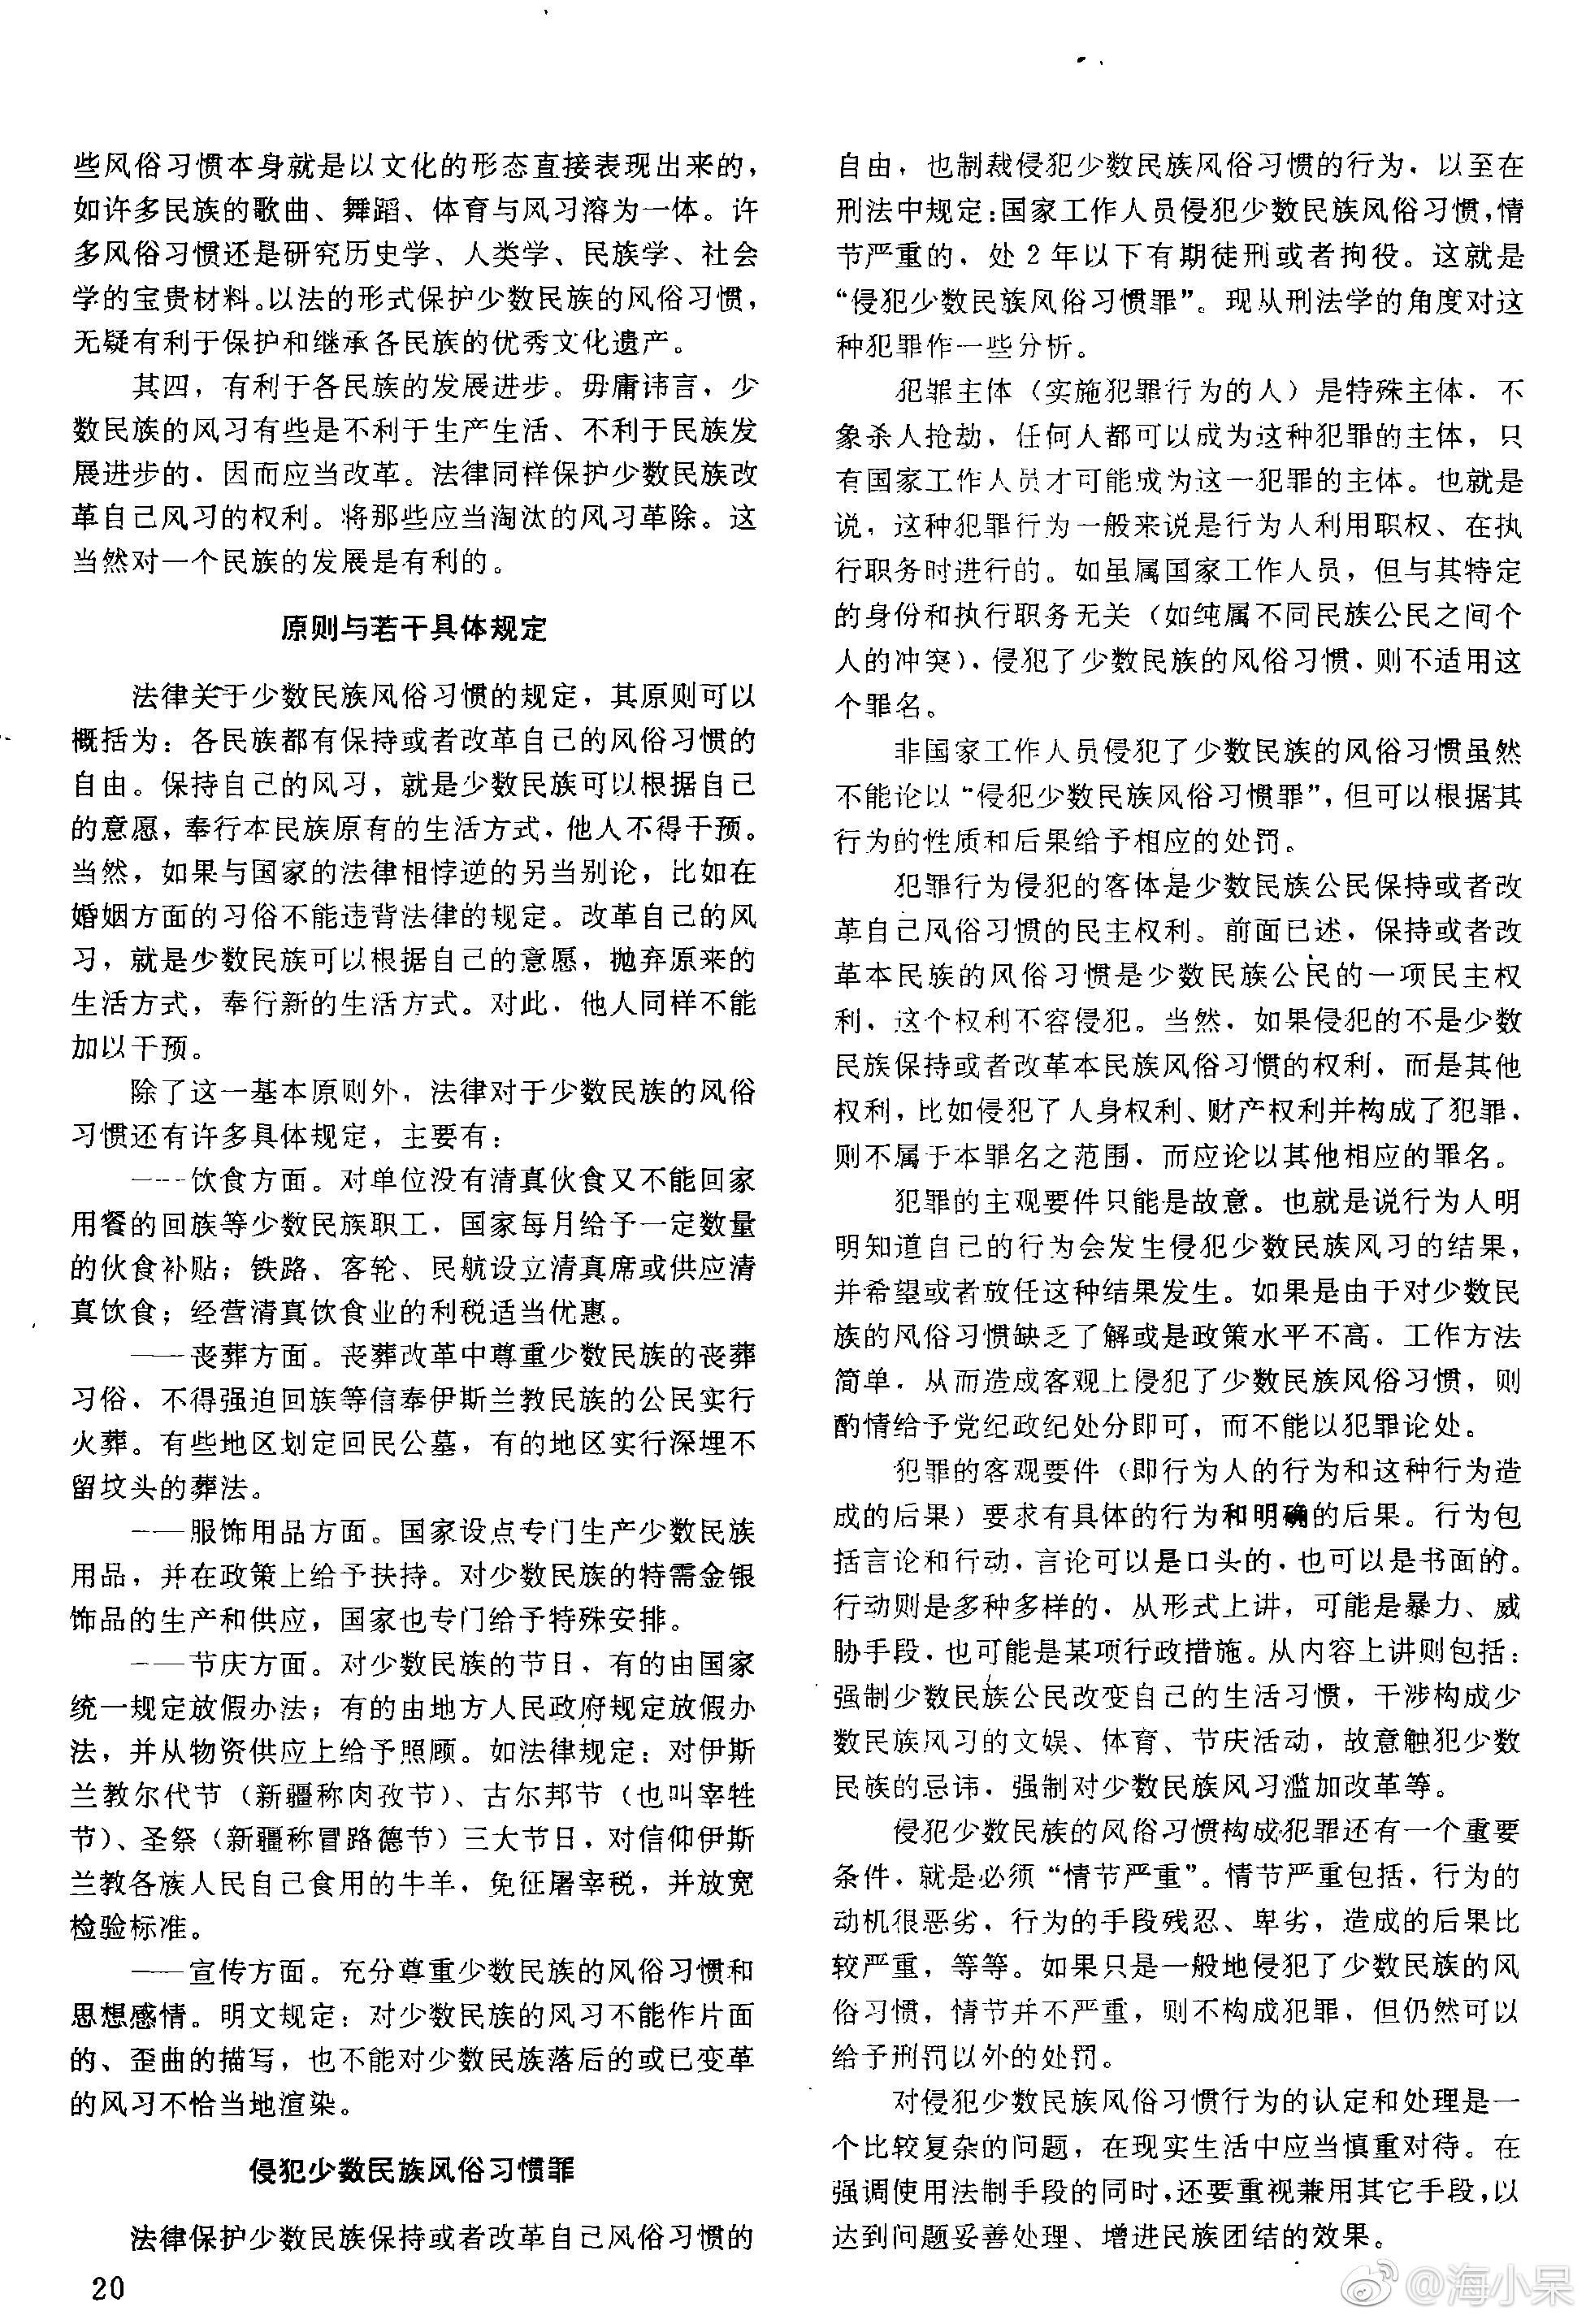 些风俗习惯本身就是以文化的形态直接表现出来的，
如许多民族的歌曲、舞蹈、体育与风习溶为一体。许
多风俗习惯还是研究历史学、人类学、民族学、社会
学的宝贵材料。以法的形式保护少数民族的风俗习惯，
无疑有利于保护和继承各民族的优秀文化遗产。
其四，有利于各民族的发展进步。毋庸讳言，少
数民族的风习有些是不利于生产生活、不利于民族发
展进步的，因而应当改革。法律同样保护少数民族改
革自己风习的权利。将那些应当淘汰的风习革除。这
当然对一个民族的发展是有利的。
原则与若干具体规定
法律关于少数民族风俗习惯的规定，其原则可以
概括为：各民族都有保持或者改革自己的风俗习惯的
自由。保持自己的风习，就是少数民族可以根据自己
的意愿，奉行本民族原有的生活方式，他人不得干预。
当然，如果与国家的法律相悖逆的另当别论，比如在
婚姻方面的习俗不能违背法律的规定。改革自己的风
习，就是少数民族可以根据自己的意愿，抛弃原来的
生活方式，奉行新的生活方式。对此，他人同样不能
加以干预。
除了这一基本原则外，法律对于少数民族的风俗
习惯还有许多具体规定，主要有：
——饮食方面。对单位没有清真伙食又不能回家
用餐的回族等少数民族职工，国家每月给予一定数量
的伙食补贴；铁路、客轮、民航设立清真席或供应清
真饮食；经营清真饮食业的利税适当优惠。
——丧葬方面。丧葬改革中尊重少数民族的丧葬
习俗，不得强迫回族等信奉伊斯兰教民族的公民实行
火葬。有些地区划定回民公墓，有的地区实行深埋不
留坟头的葬法。
——服饰用品方面。国家设点专门生产少数民族
用品，并在政策上给予扶持。对少数民族的特需金银
饰品的生产和供应，国家也专门给予特殊安排。
——节庆方面。对少数民族的节日，有的由国家
统一规定放假办法；有的由地方人民政府规定放假办
法，并从物资供应上给予照顾。如法律规定：对伊斯
兰教尔代节（新疆称肉孜节）、古尔邦节（也叫宰牲
节）、圣祭（新疆称冒路德节）三大节日，对信仰伊斯
兰教各族人民自己食用的牛羊，免征屠宰税，并放宽
检验标准。
——宣传方面。充分尊重少数民族的风俗习惯和
思想感情。明文规定：对少数民族的风习不能作片面
的、歪曲的描写，也不能对少数民族落后的或已变革
的风习不恰当地渲染。
侵犯少数民族风俗习惯罪
法律保护少数民族保持或者改革自己风俗习惯的
20
自由，也制裁侵犯少数民族风俗习惯的行为，以至在
刑法中规定：国家工作人员侵犯少数民族风俗习惯，情
节严重的，处2年以下有期徒刑或者拘役。这就是
“侵犯少数民族风俗习惯罪”。现从刑法学的角度对这
种犯罪作一些分析。
犯罪主体（实施犯罪行为的人）是特殊主体，不
象杀人抢劫，任何人都可以成为这种犯罪的主体，只
有国家工作人员才可能成为这一犯罪的主体。也就是
说，这种犯罪行为一般来说是行为人利用职权、在执
行职务时进行的。如虽属国家工作人员，但与其特定
的身份和执行职务无关（如纯属不同民族公民之间个
人的冲突），侵犯了少数民族的风俗习惯，则不适用这
个罪名。
非国家工作人员侵犯了少数民族的风俗习惯虽然
不能论以“侵犯少数民族风俗习惯罪”，但可以根据其
行为的性质和后果给予相应的处罚。
犯罪行为侵犯的客体是少数民族公民保持或者改
革自己风俗习惯的民主权利。前面已述，保持或者改
革本民族的风俗习惯是少数民族公民的一项民主权
利，这个权利不容侵犯。当然，如果侵犯的不是少数
民族保持或者改革本民族风俗习惯的权利，而是其他
权利，比如侵犯了人身权利、财产权利并构成了犯罪，
则不属于本罪名之范围，而应论以其他相应的罪名。
犯罪的主观要件只能是故意。也就是说行为人明
明知道自己的行为会发生侵犯少数民族风习的结果，
并希望或者放任这种结果发生。如果是由于对少数民
族的风俗习惯缺乏了解或是政策水平不高，工作方法
简单，从而造成客观上侵犯了少数民族风俗习惯，则
酌情给予党纪政纪处分即可，而不能以犯罪论处。
犯罪的客观要件（即行为人的行为和这种行为造
成的后果）要求有具体的行为和明确的后果。行为包
括言论和行动，言论可以是口头的，也可以是书面的。
行动则是多种多样的，从形式上讲，可能是暴力、威
胁手段，也可能是某项行政措施。从内容上讲则包括：
强制少数民族公民改变自己的生活习惯，干涉构成少
数民族风习的文娱、体育、节庆活动，故意触犯少数
民族的忌讳，强制对少数民族风习滥加改革等。
侵犯少数民族的风俗习惯构成犯罪还有一个重要
条件，就是必须“情节严重”。情节严重包括，行为的
动机很恶劣，行为的手段残忍、卑劣，造成的后果比
较严重，等等。如果只是一般地侵犯了少数民族的风
俗习惯，情节并不严重，则不构成犯罪，但仍然可以
给予刑罚以外的处罚。
对侵犯少数民族风俗习惯行为的认定和处理是一
个比较复杂的问题，在现实生活中应当慎重对待。在
强调使用法制手段的同时，还要重视兼用其它手段，以
达到问题妥善处理、增进民族团结的效果。
@海小呆